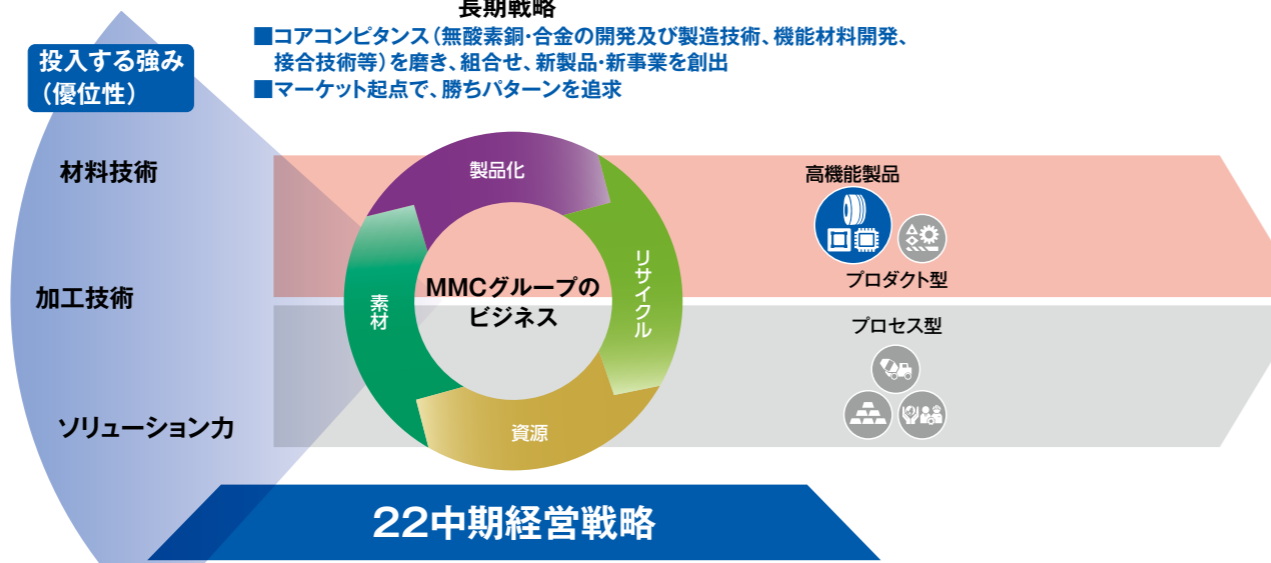 長期戦略
■コアコンピタンス（無酸素銅・合金の開発及び製造技術、機能材料開発、
接合技術等）を磨き、組合せ、新製品・新事業を創出
■マーケット起点で、勝ちパターンを追求
投入する強み
（優位性）
材料技術
加工技術
ソリューション力
製品化
リサイクル
資源
素材
MMCグループの
ビジネス
高機能製品
プロダクト型
プロセス型
22中期経営戦略